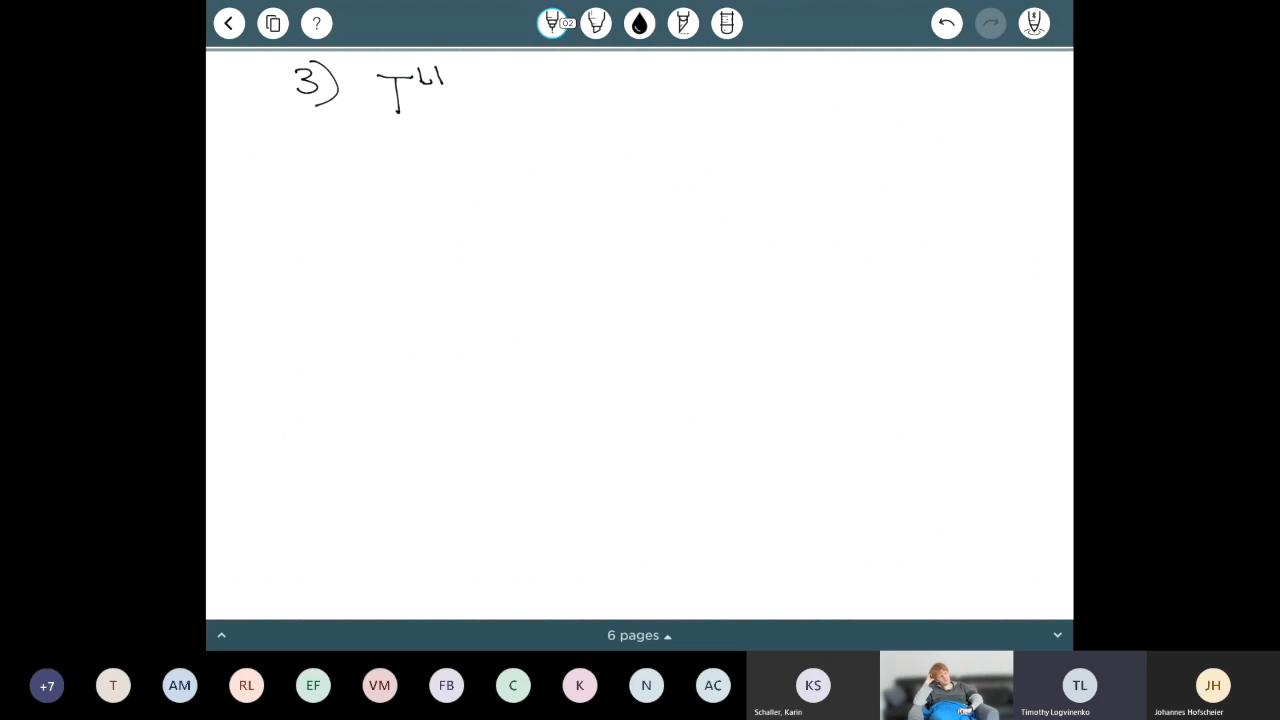 ?
02
3) T
6 pages
+7
T
AM
RL
EF
VM
FB
C
K
N
AC
KS
TL
JH
Schaller, Karin
Timothy Logvinenko
Johannes Hofscheier